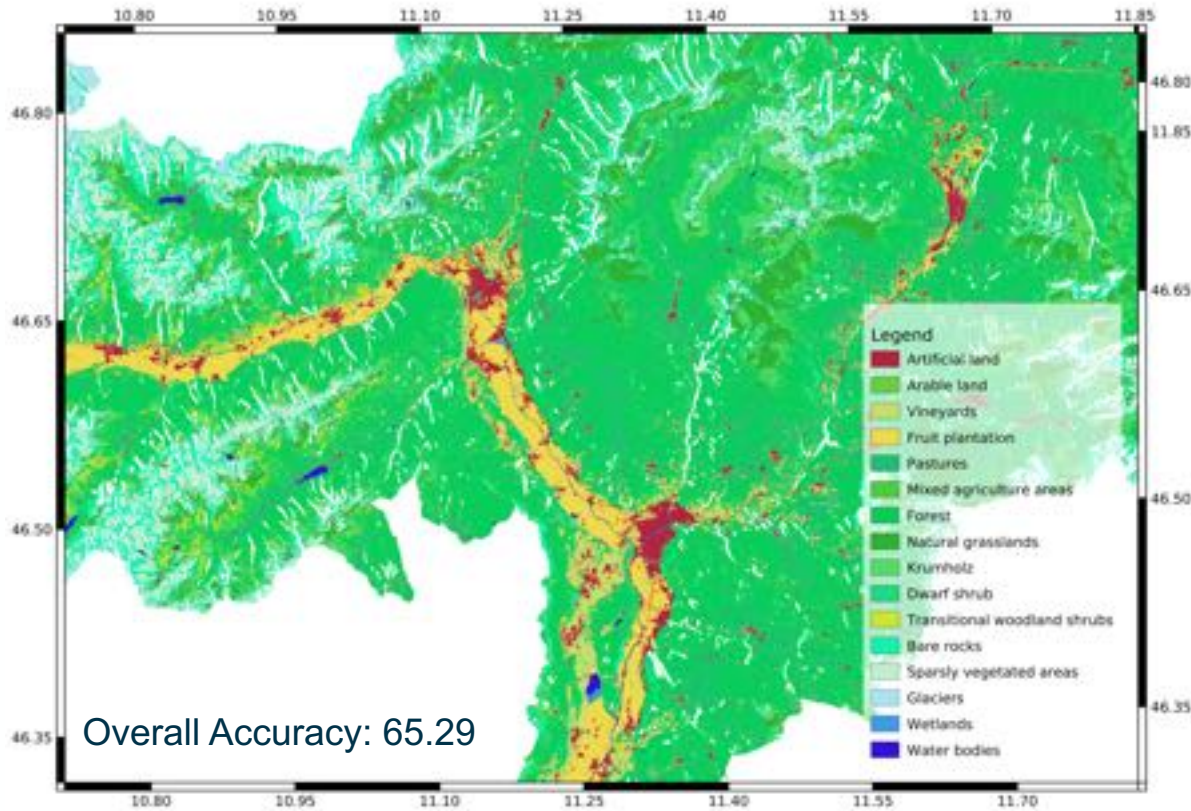 10.80 10.95 11.10 11.25 11.40 11.55 11.70 11.85
46.80
46.80
11.85
46.65
46.65
Legend
Artificial land
Arable land
Vineyards
Fruit plantation
Pastures
Mixed agriculture areas
Forest
Natural grasslands
Krumholz
Dwarf shrub
Transitional woodland shrubs
Bare rocks
Sparsly vegetated areas
Glaciers
Wetlands
Water bodies
46.50
46.50
46.35
46.35
Overall Accuracy: 65.29
10.80 10.95 11.10 11.25 11.40 11.55 11.70